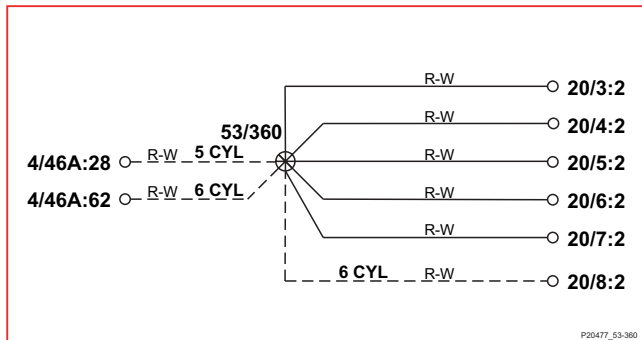 R-W 20/3:2
R-W 20/4:2
53/360
4/46A:28 R-W 5 CYL R-W 20/5:2
4/46A:62 R-W 6 CYL R-W 20/6:2
R-W 20/7:2
6 CYL R-W 20/8:2
P20477_53-360